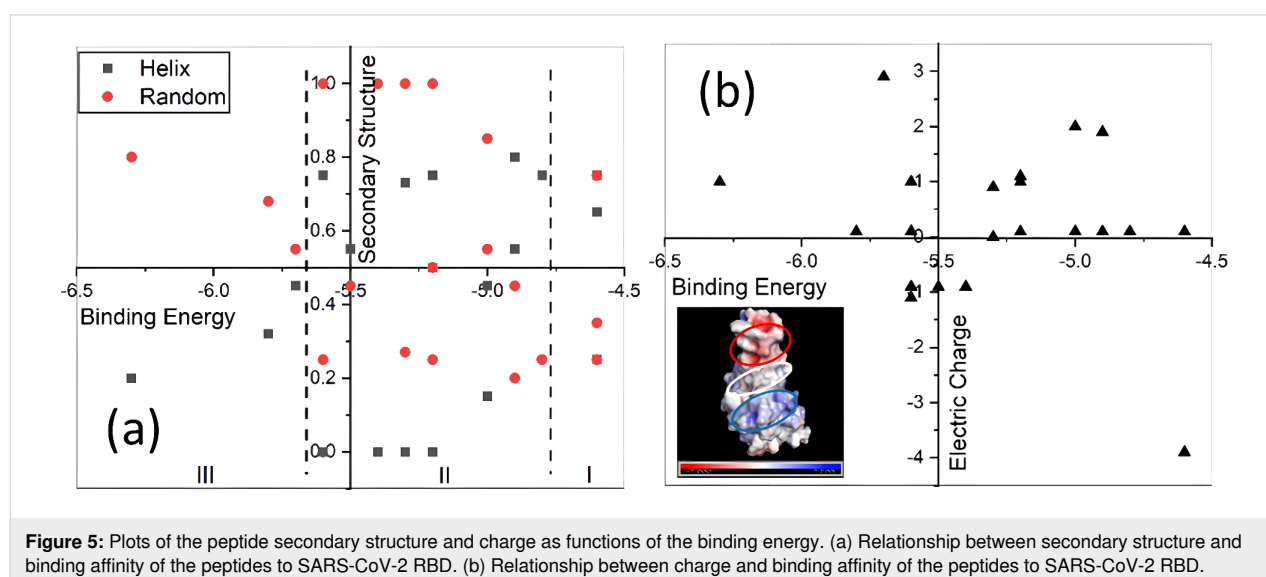 Helix
Random
(a)
Secondary Structure
1.0
0.8
0.6
0.4
0.2
0.0
-6.5
-6.0
-5.5
-5.0
-4.5
Binding Energy
III
II
I
(b)
3
2
1
0
-1
-2
-3
-4
-6.5
-6.0
-5.5
-5.0
-4.5
Binding Energy
Electric Charge
Figure 5: Plots of the peptide secondary structure and charge as functions of the binding energy. (a) Relationship between secondary structure and
binding affinity of the peptides to SARS-CoV-2 RBD. (b) Relationship between charge and binding affinity of the peptides to SARS-CoV-2 RBD.